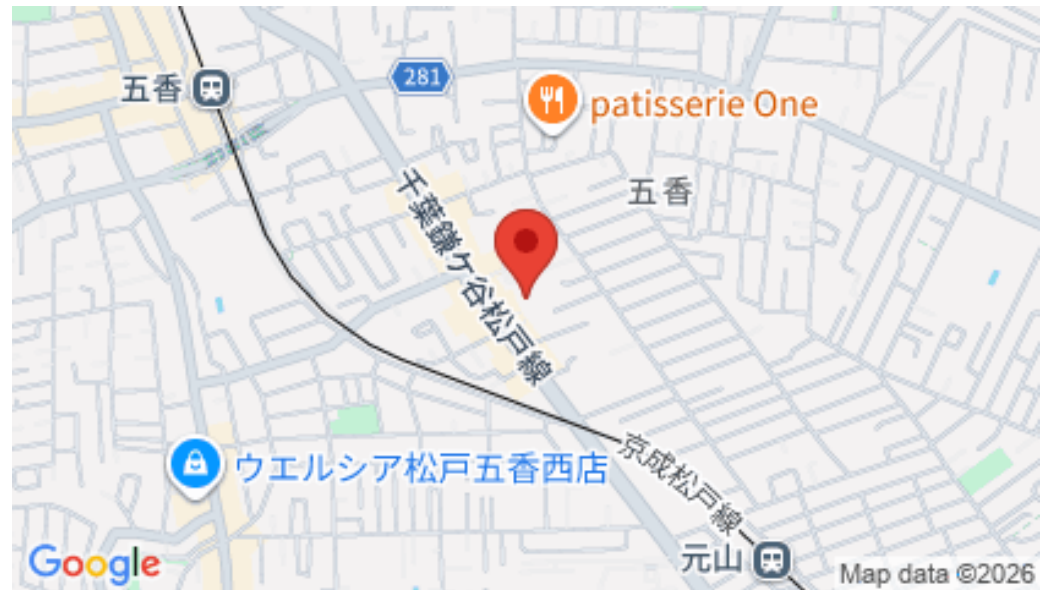 五香
281
patisserie One
五香
千葉鎌ケ谷松戸線
ウエルシア松戸五香西店
京成松戸線
元山
Google
Map data ©2026